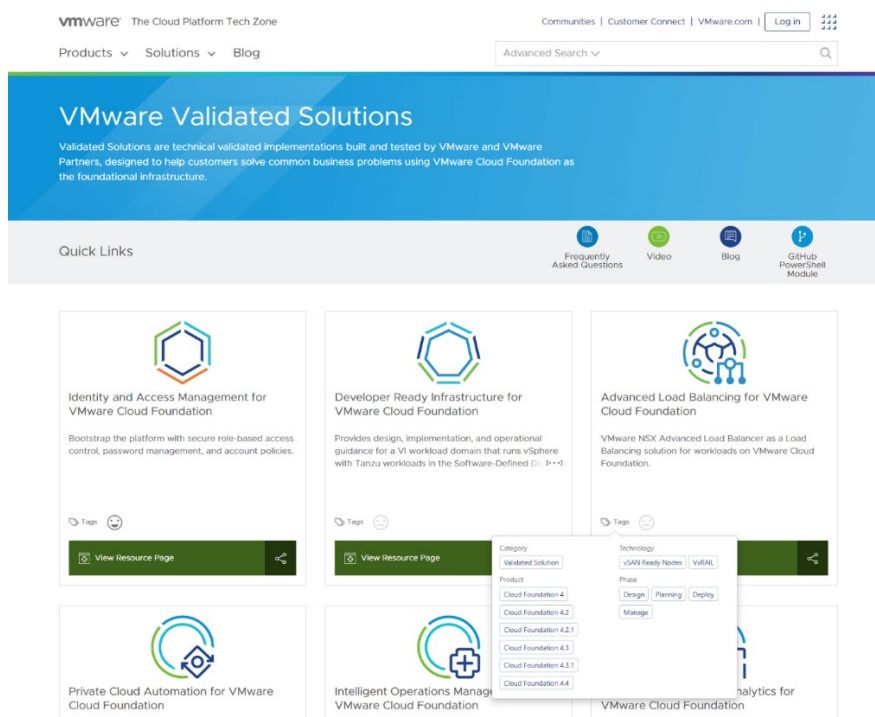 vmware® The Cloud Platform Tech Zone
Communities | Customer Connect | VMware.com | Log in
Products Solutions Blog
Advanced Search
VMware Validated Solutions
Validated Solutions are technical validated implementations built and tested by VMware and VMware
Partners, designed to help customers solve common business problems using VMware Cloud Foundation as
the foundational infrastructure.
Quick Links
Frequently
Asked Questions
Video
Blog
GitHub
PowerShell
Module
Identity and Access Management for
VMware Cloud Foundation
Bootstrap the platform with secure role-based access
control, password management, and account policies.
Tags
View Resource Page
Developer Ready Infrastructure for
VMware Cloud Foundation
Provides design, implementation, and operational
guidance for a VI workload domain that runs vSphere
with Tanzu workloads in the Software-Defined [•••]
Tags
View Resource Page
Advanced Load Balancing for VMware
Cloud Foundation
VMware NSX Advanced Load Balancer as a Load
Balancing solution for workloads on VMware Cloud
Foundation.
Tags
Category
Validated Solution
Product
Cloud Foundation 4
Cloud Foundation 4.2
Cloud Foundation 4.2.1
Cloud Foundation 4.3
Cloud Foundation 4.3.1
Cloud Foundation 4.4
Technology
vSAN Ready Nodes VxRAIL
Phase
Design Planning Deploy
Manage
Private Cloud Automation for VMware
Cloud Foundation
Intelligent Operations
VMware Cloud Foundation
for
VMware Cloud Foundation